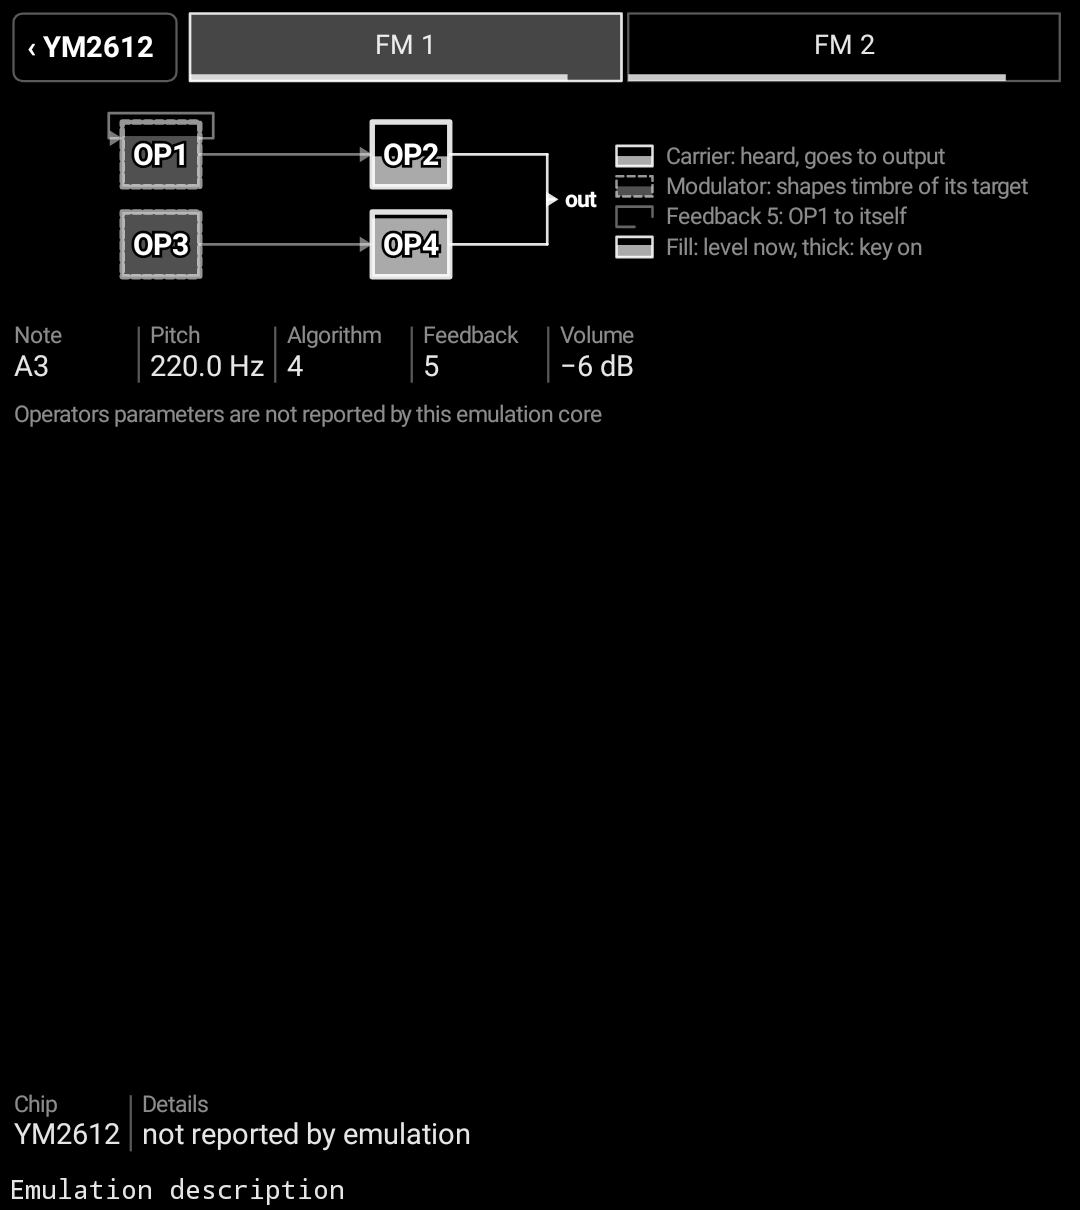 ‹ YM2612
FM 1
FM 2
OP1
OP2
OP3
OP4
out
Carrier: heard, goes to output
Modulator: shapes timbre of its target
Feedback 5: OP1 to itself
Fill: level now, thick: key on
Note
A3
Pitch
220.0 Hz
Algorithm
4
Feedback
5
Volume
−6 dB
Operators parameters are not reported by this emulation core
Chip
YM2612
Details
not reported by emulation
Emulation description